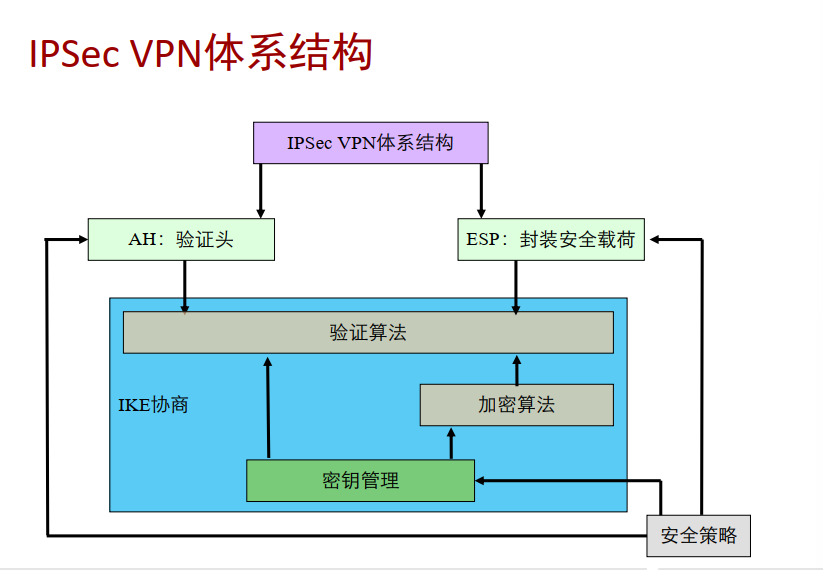 IPSec VPN体系结构
IPSec VPN体系结构
AH：验证头
ESP：封装安全载荷
验证算法
IKE协商
加密算法
密钥管理
安全策略